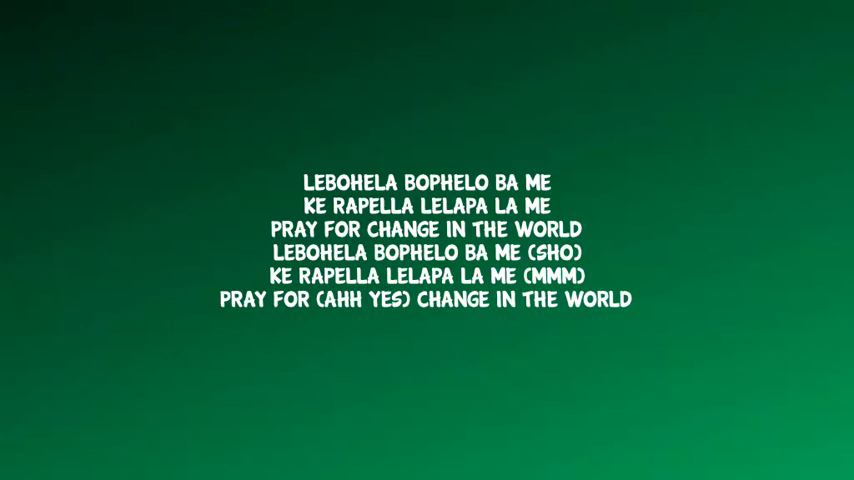 LEBOHELA BOPHELO BA ME
KE RAPELLA LELAPA LA ME
PRAY FOR CHANGE IN THE WORLD
LEBOHELA BOPHELO BA ME (SHO)
KE RAPELLA LELAPA LA ME (MMM)
PRAY FOR (AHH YES) CHANGE IN THE WORLD